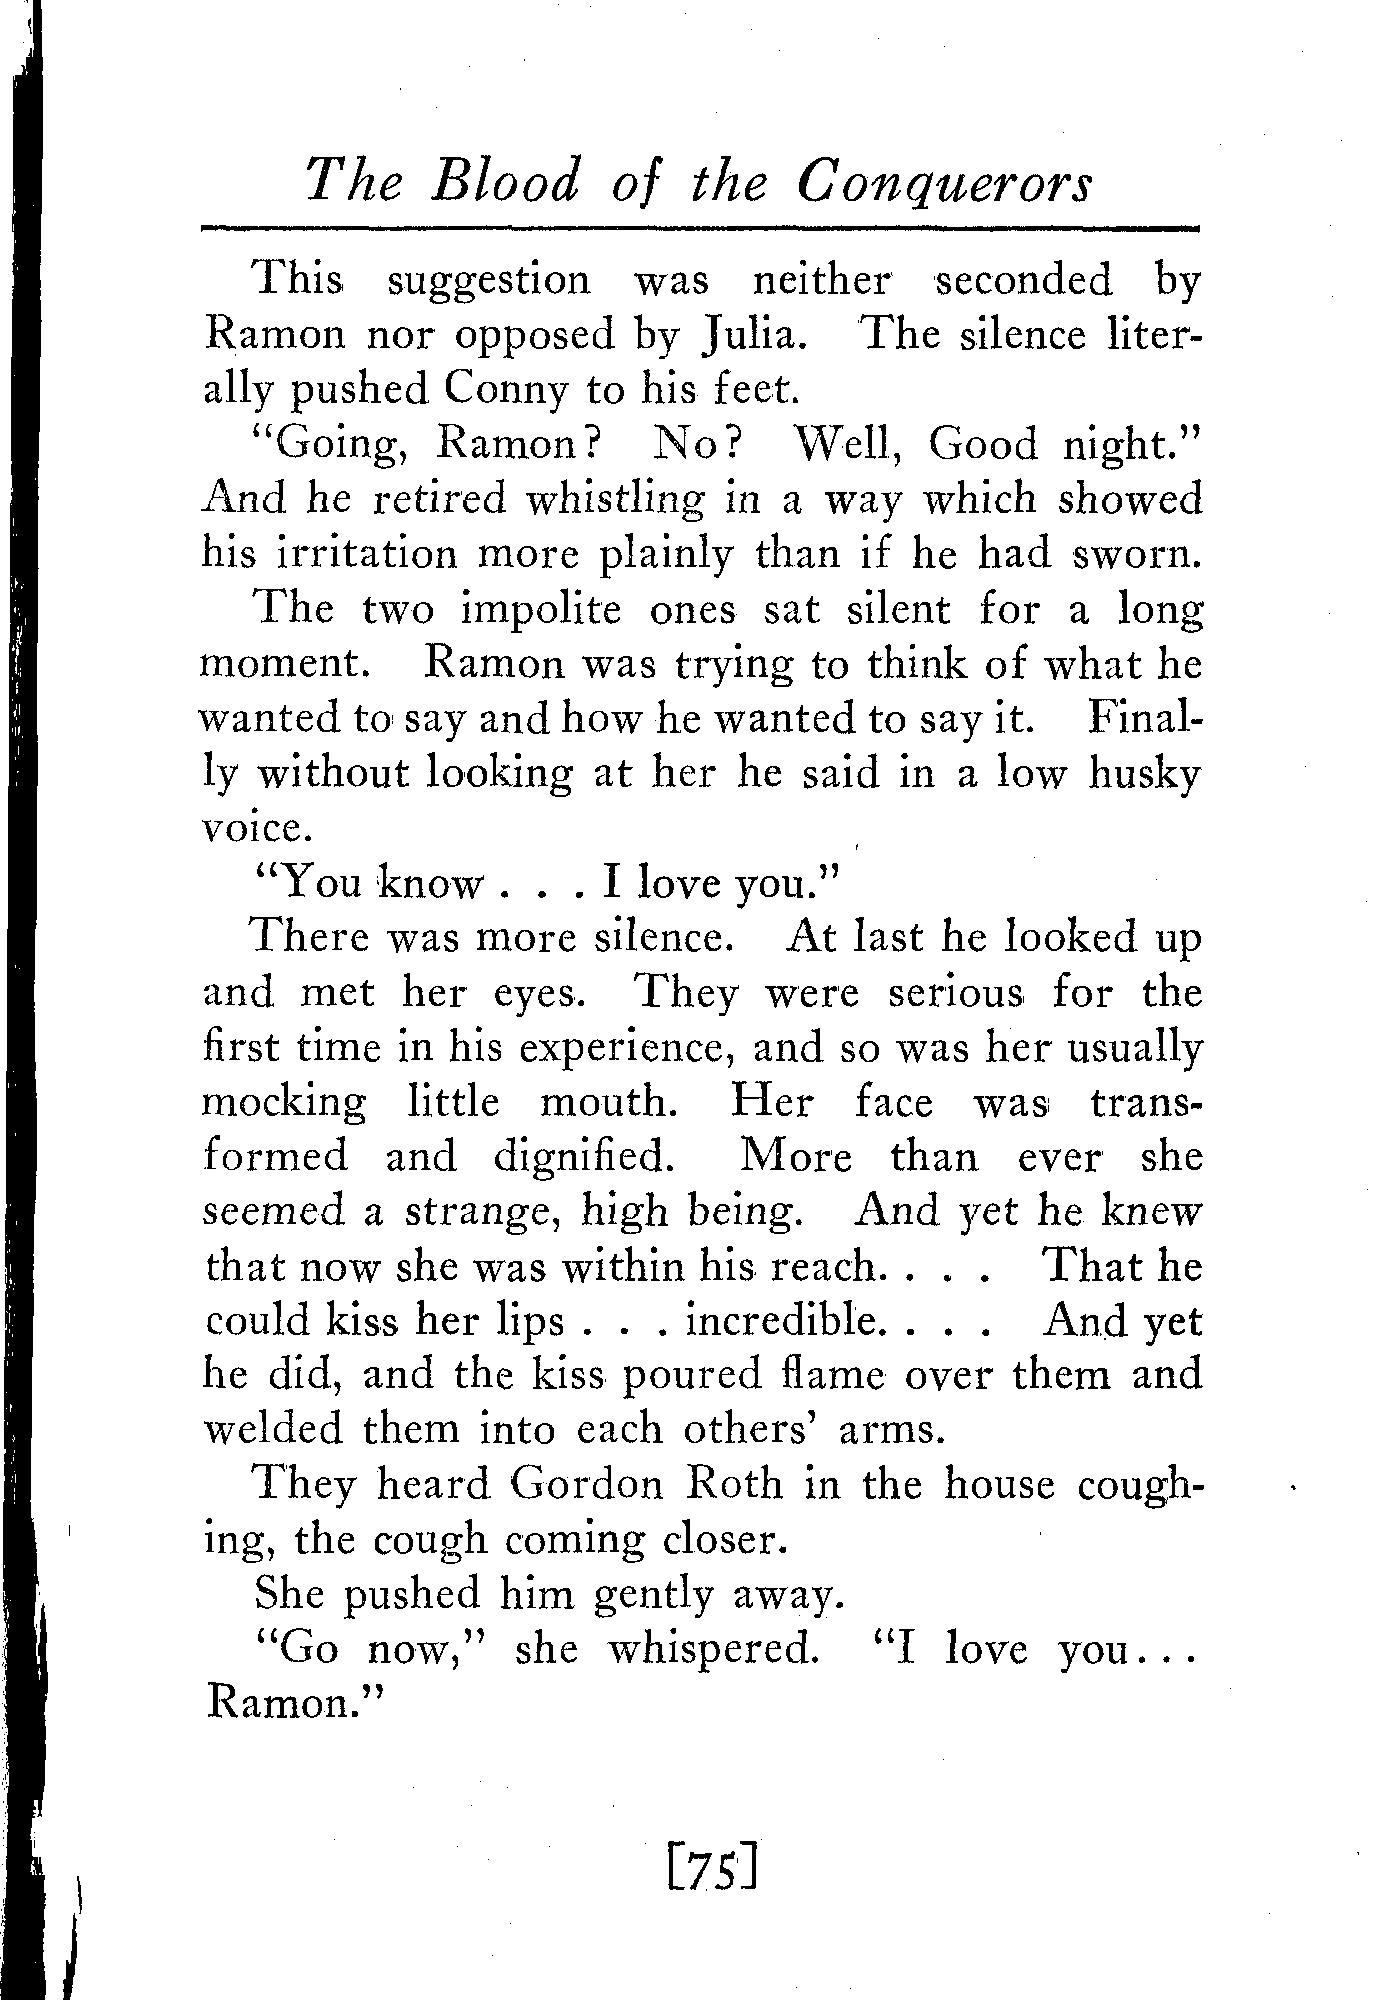 The Blood of the Conquerors
This suggestion was neither seconded by
Ramon nor opposed by Julia. The silence liter-
ally pushed Conny to his feet.
"Going, Ramon? No? Well, Good night."
And he retired whistling in a way which showed
his irritation more plainly than if he had sworn.
The two impolite ones sat silent for a long
moment. Ramon was trying to think of what he
wanted to say and how he wanted to say it. Final-
ly without looking at her he said in a low husky
voice.
"You know . . . I love you."
There was more silence. At last he looked up
and met her eyes. They were serious for the
first time in his experience, and so was her usually
mocking little mouth. Her face was trans-
formed and dignified. More than ever she
seemed a strange, high being. And yet he knew
that now she was within his reach. . . . That he
could kiss her lips . . . incredible. . . . And yet
he did, and the kiss poured flame over them and
welded them into each others' arms.
They heard Gordon Roth in the house cough-
ing, the cough coming closer.
She pushed him gently away.
"Go now," she whispered. "I love you . . .
Ramon."
[75]